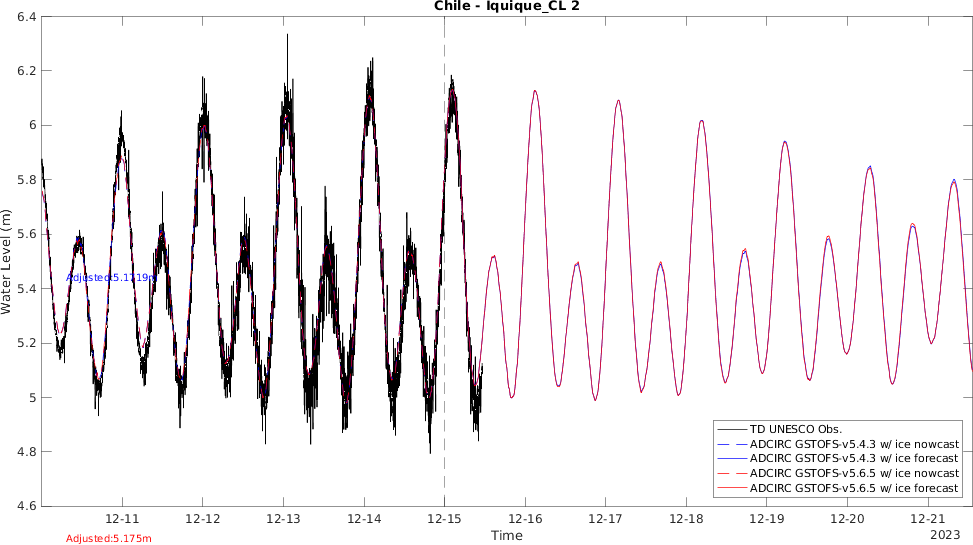 Chile - Iquique_CL 2
6.4
6.2
6
5.8
5.6
5.4
5.2
5
4.8
4.6
Water Level (m)
Adjusted:5.1719m
TD UNESCO Obs.
ADCIRC GSTOFS-v5.4.3 w/ ice nowcast
ADCIRC GSTOFS-v5.4.3 w/ ice forecast
ADCIRC GSTOFS-v5.6.5 w/ ice nowcast
ADCIRC GSTOFS-v5.6.5 w/ ice forecast
12-11 12-12 12-13 12-14 12-15 12-16 12-17 12-18 12-19 12-20 12-21
Time
2023
Adjusted:5.175m